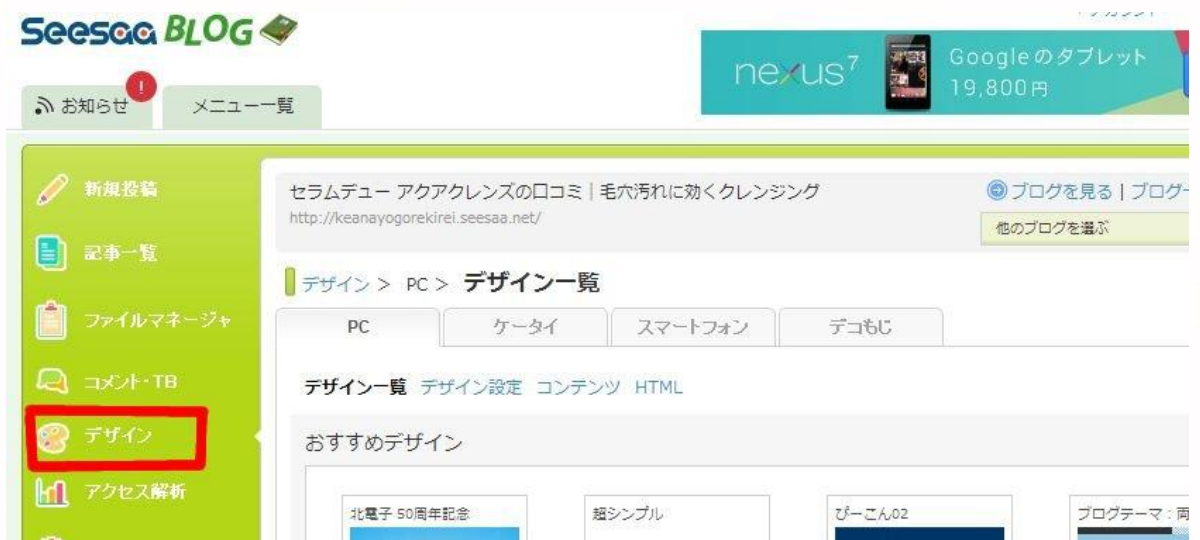 Seesaa BLOG
nexus7
Googleのタブレット
19,800円
!
お知らせ
メニュー一覧
新規投稿
記事一覧
ファイルマネージャ
コメント・TB
デザイン
アクセス解析
セラムデュー アクアクレンズの口コミ｜毛穴汚れに効くクレンジング
http://keanayogorekirei.seesaa.net/
ブログを見る | ブログ一
他のブログを選ぶ
デザイン > PC > デザイン一覧
PC ケータイ スマートフォン デコもじ
デザイン一覧 デザイン設定 コンテンツ HTML
おすすめデザイン
北電子 50周年記念
超シンプル
ぴーこん02
ブログテーマ：両